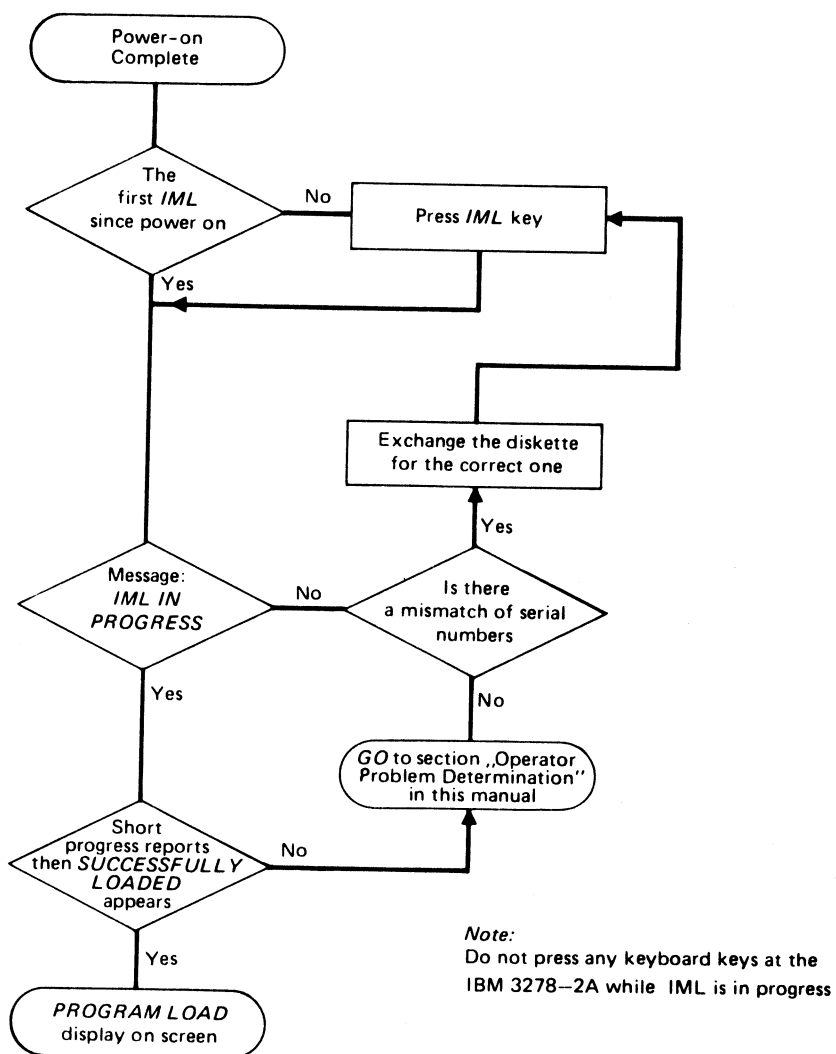 Power-on
Complete
The
first IML
since power on
No
Press IML key
Yes
Exchange the diskette
for the correct one
Yes
Message:
IML IN
PROGRESS
No
Is there
a mismatch of serial
numbers
Yes
No
GO to section ,,Operator
Problem Determination"
in this manual
Short
progress reports
then SUCCESSFULLY
LOADED
appears
No
Yes
Note:
Do not press any keyboard keys at the
IBM 3278–2A while IML is in progress
PROGRAM LOAD
display on screen